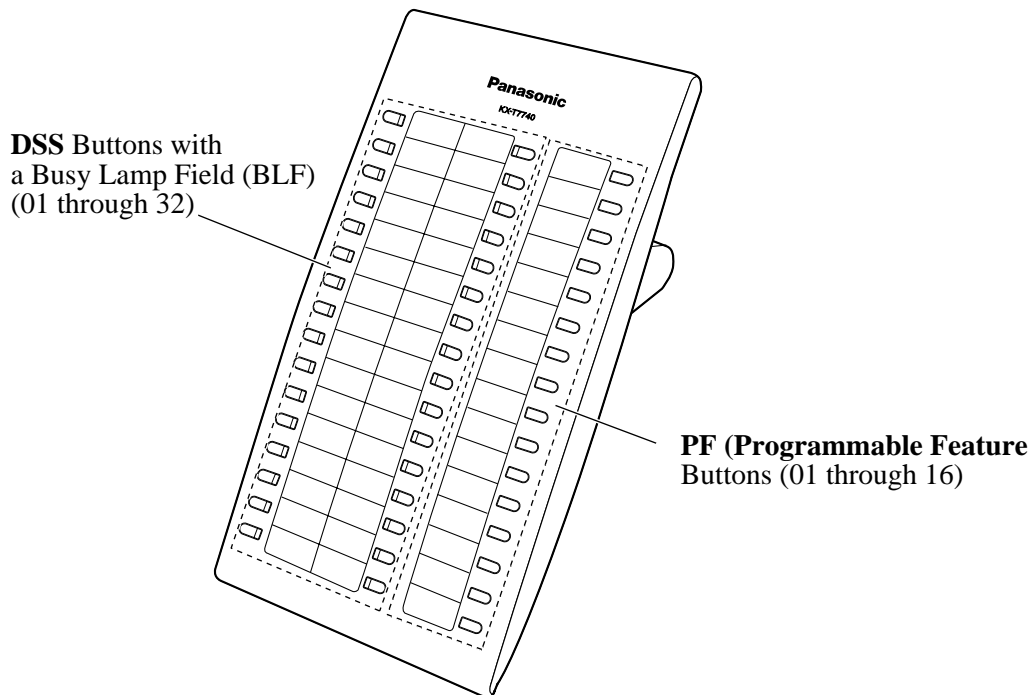 Panasonic
KX-T7740
DSS Buttons with
a Busy Lamp Field (BLF)
(01 through 32)
PF (Programmable Feature
Buttons (01 through 16)